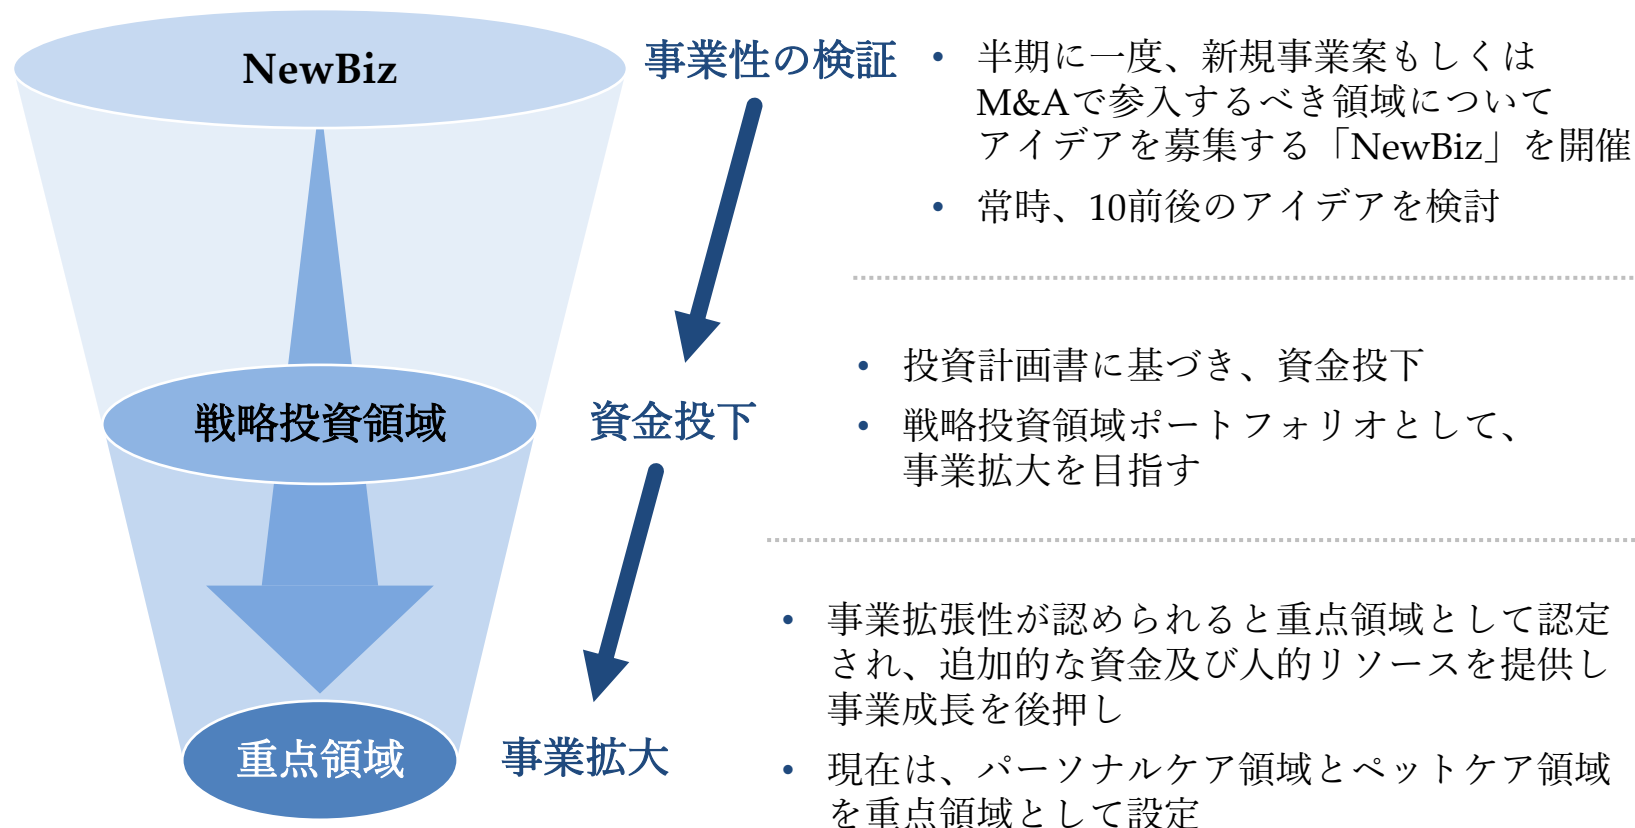 NewBiz
事業性の検証
• 半期に一度、新規事業案もしくは
M&Aで参入するべき領域について
アイデアを募集する「NewBiz」を開催
• 常時、10前後のアイデアを検討
戦略投資領域
資金投下
• 投資計画書に基づき、資金投下
• 戦略投資領域ポートフォリオとして、
事業拡大を目指す
重点領域
事業拡大
• 事業拡張性が認められると重点領域として認定
され、追加的な資金及び人的リソースを提供し
事業成長を後押し
• 現在は、パーソナルケア領域とペットケア領域
を重点領域として設定